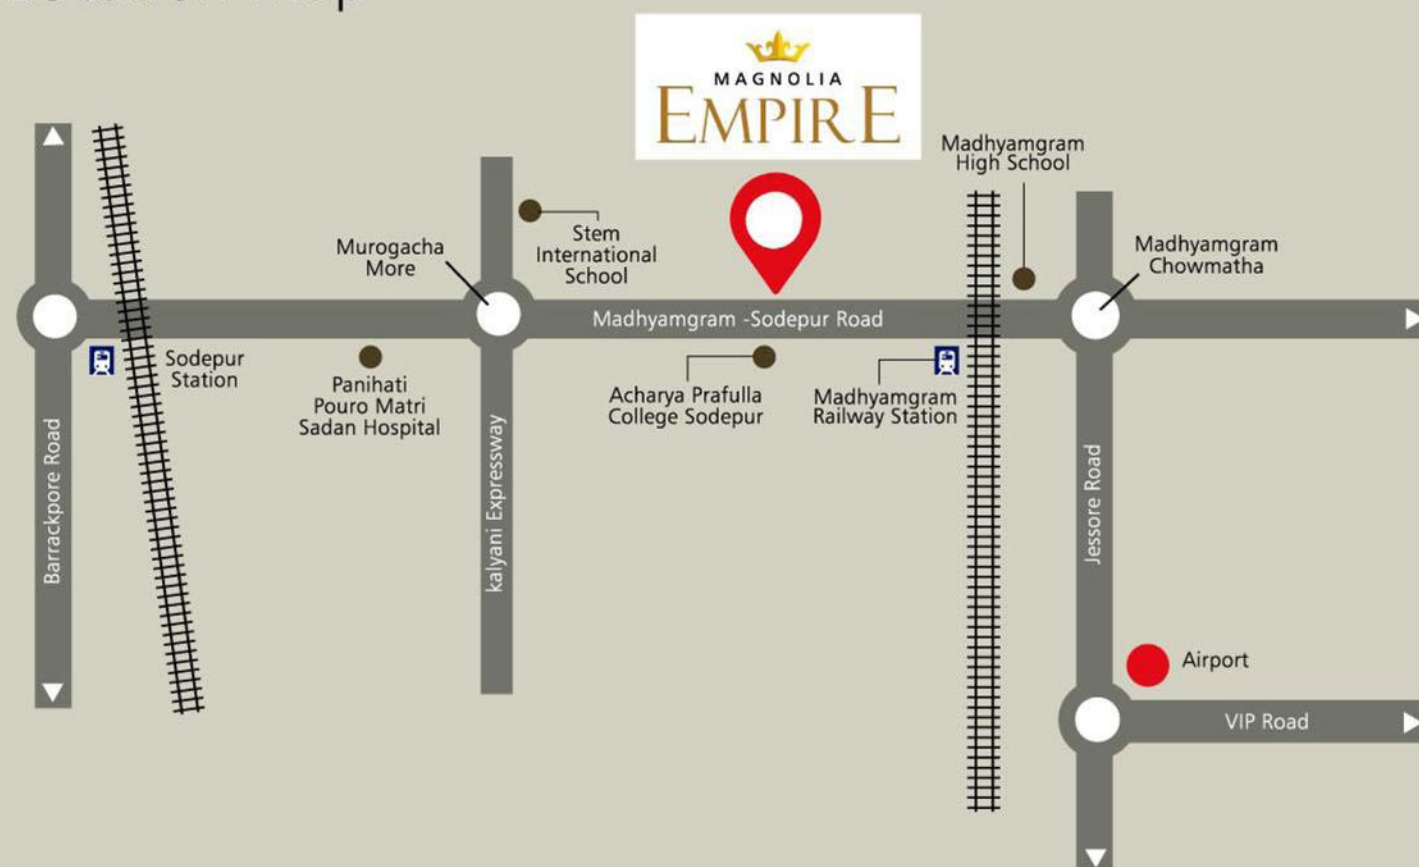 MAGNOLIA
EMPIRE
Madhyamgram
High School
Murogacha
More
Stem
International
School
Madhyamgram
Chowmatha
Madhyamgram -Sodepur Road
Sodepur
Station
Panihati
Pouro Matri
Sadan Hospital
Acharya Prafulla
College Sodepur
Madhyamgram
Railway Station
Barrackpore Road
kalyani Expressway
Jessore Road
Airport
VIP Road